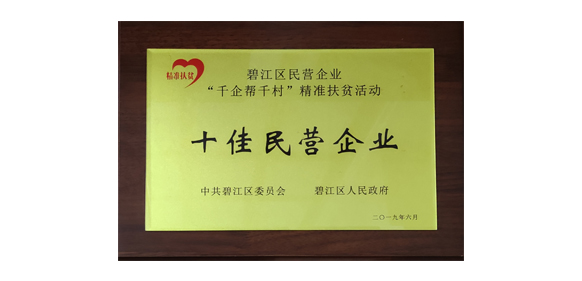 精准扶贫
碧江区民营企业
“千企帮千村”精准扶贫活动
十佳民营企业
中共碧江区委员会 碧江区人民政府
二〇一九年六月